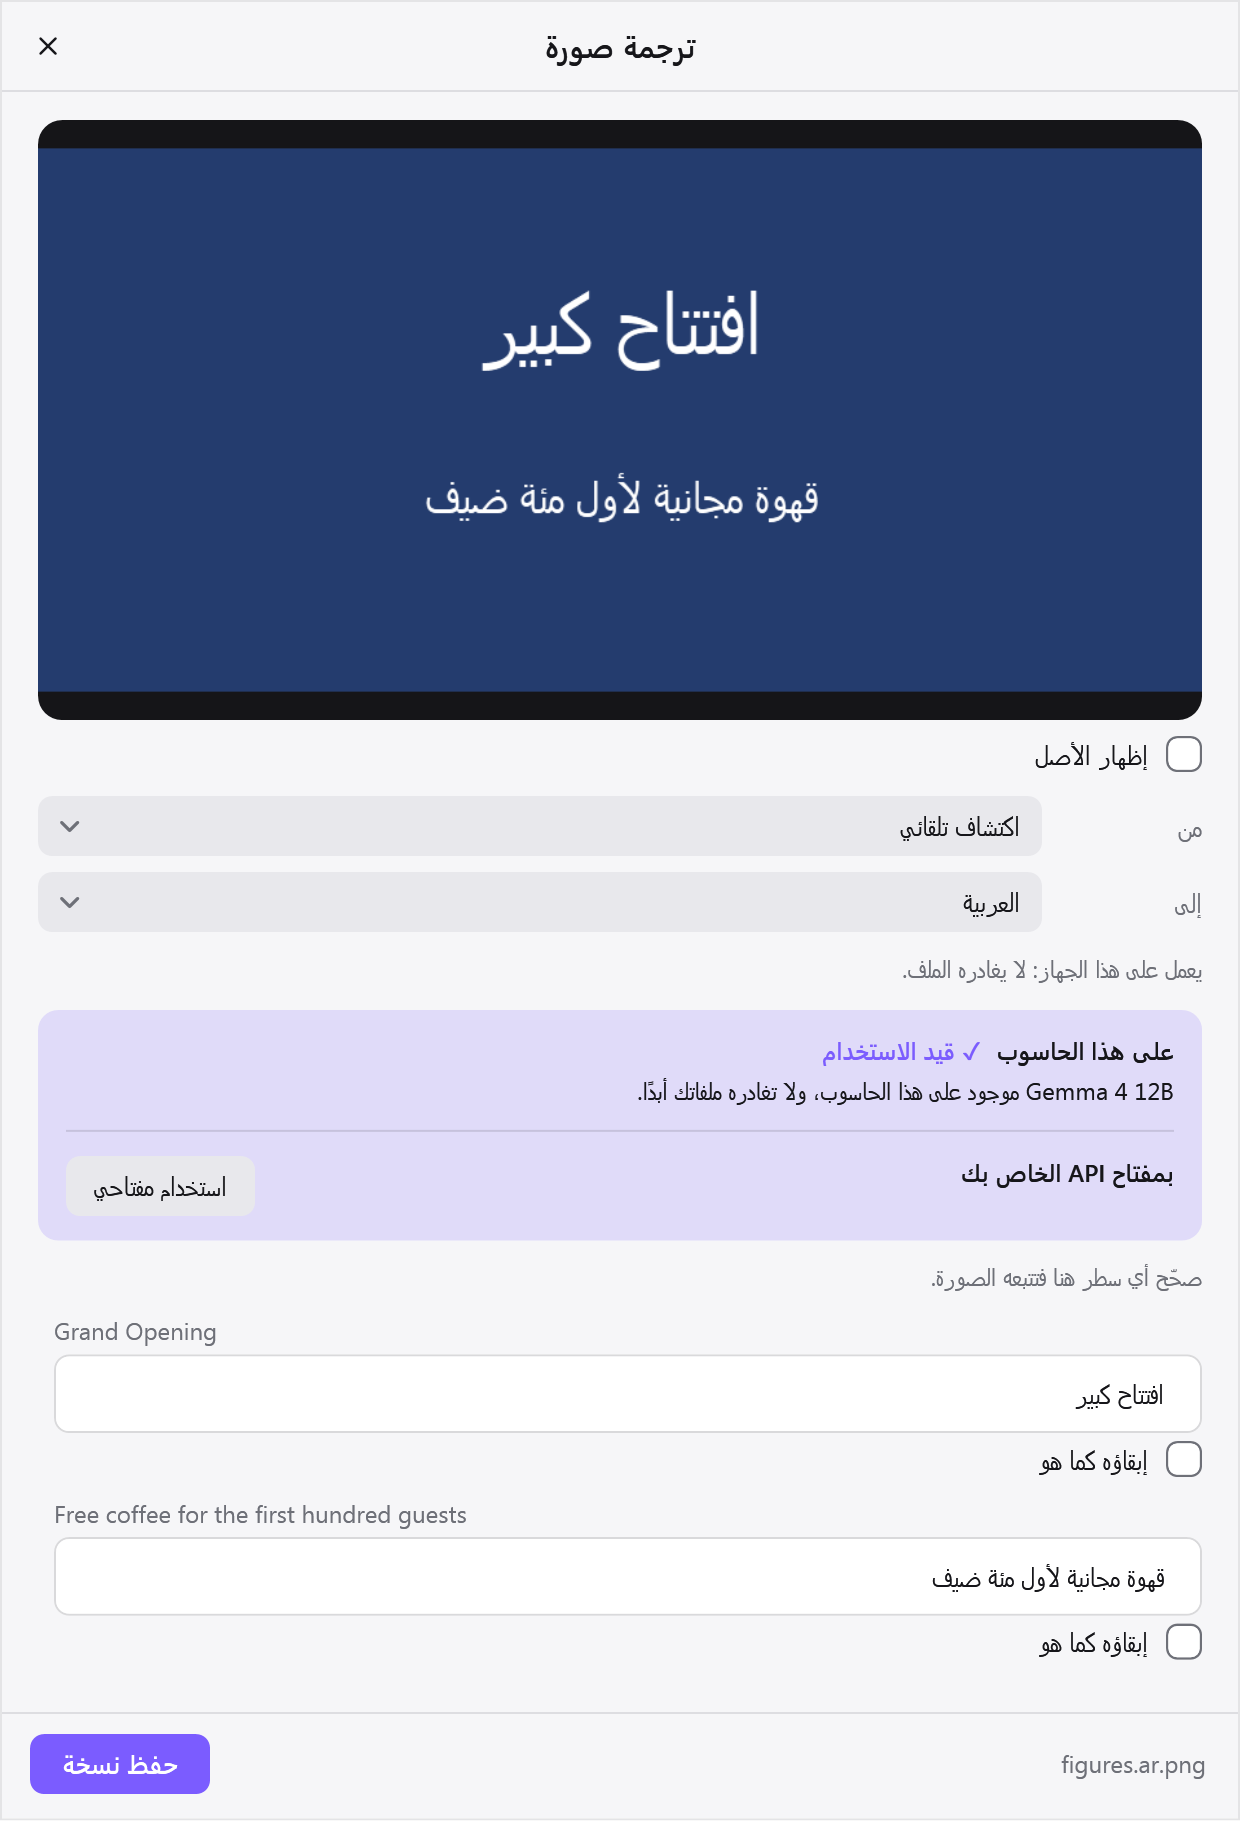 ترجمة صورة
افتتاح كبير
قهوة مجانية لأول مئة ضيف
إظهار الأصل
من
اكتشاف تلقائي
إلى
العربية
يعمل على هذا الجهاز: لا يغادره الملف.
على هذا الحاسوب ✓ قيد الاستخدام
Gemma 4 12B موجود على هذا الحاسوب، ولا تغادره ملفاتك أبدًا.
بمفتاح API الخاص بك
استخدام مفتاحي
صحّح أي سطر هنا فتتبعه الصورة.
Grand Opening
افتتاح كبير
إبقاؤه كما هو
Free coffee for the first hundred guests
قهوة مجانية لأول مئة ضيف
إبقاؤه كما هو
figures.ar.png
حفظ نسخة